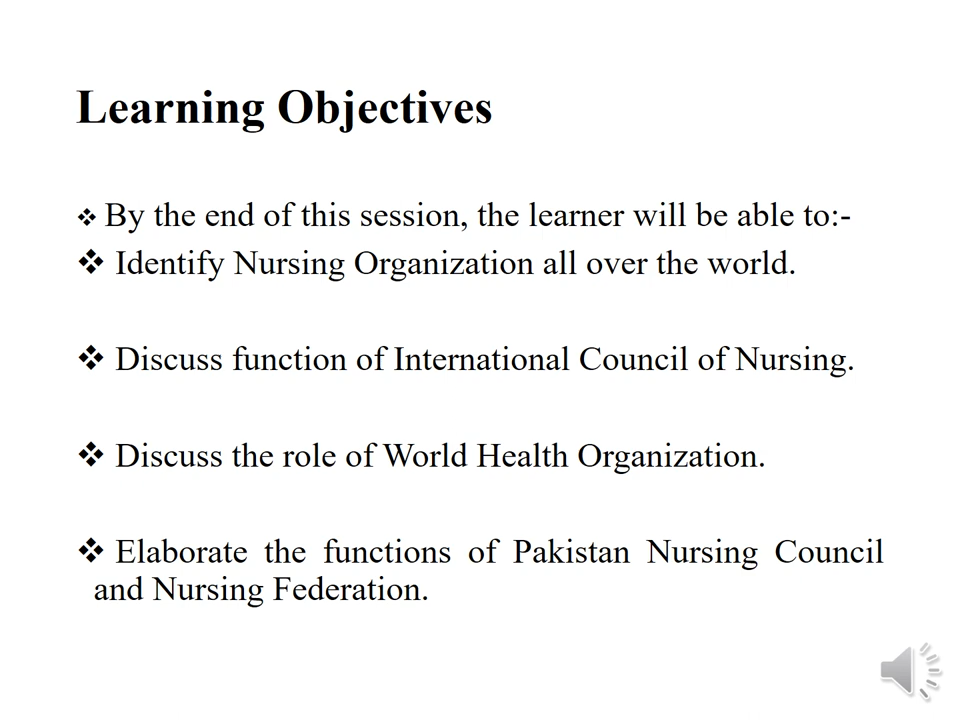 Learning Objectives
❖ By the end of this session, the learner will be able to:-
❖ Identify Nursing Organization all over the world.
❖ Discuss function of International Council of Nursing.
❖ Discuss the role of World Health Organization.
❖ Elaborate the functions of Pakistan Nursing Council
and Nursing Federation.